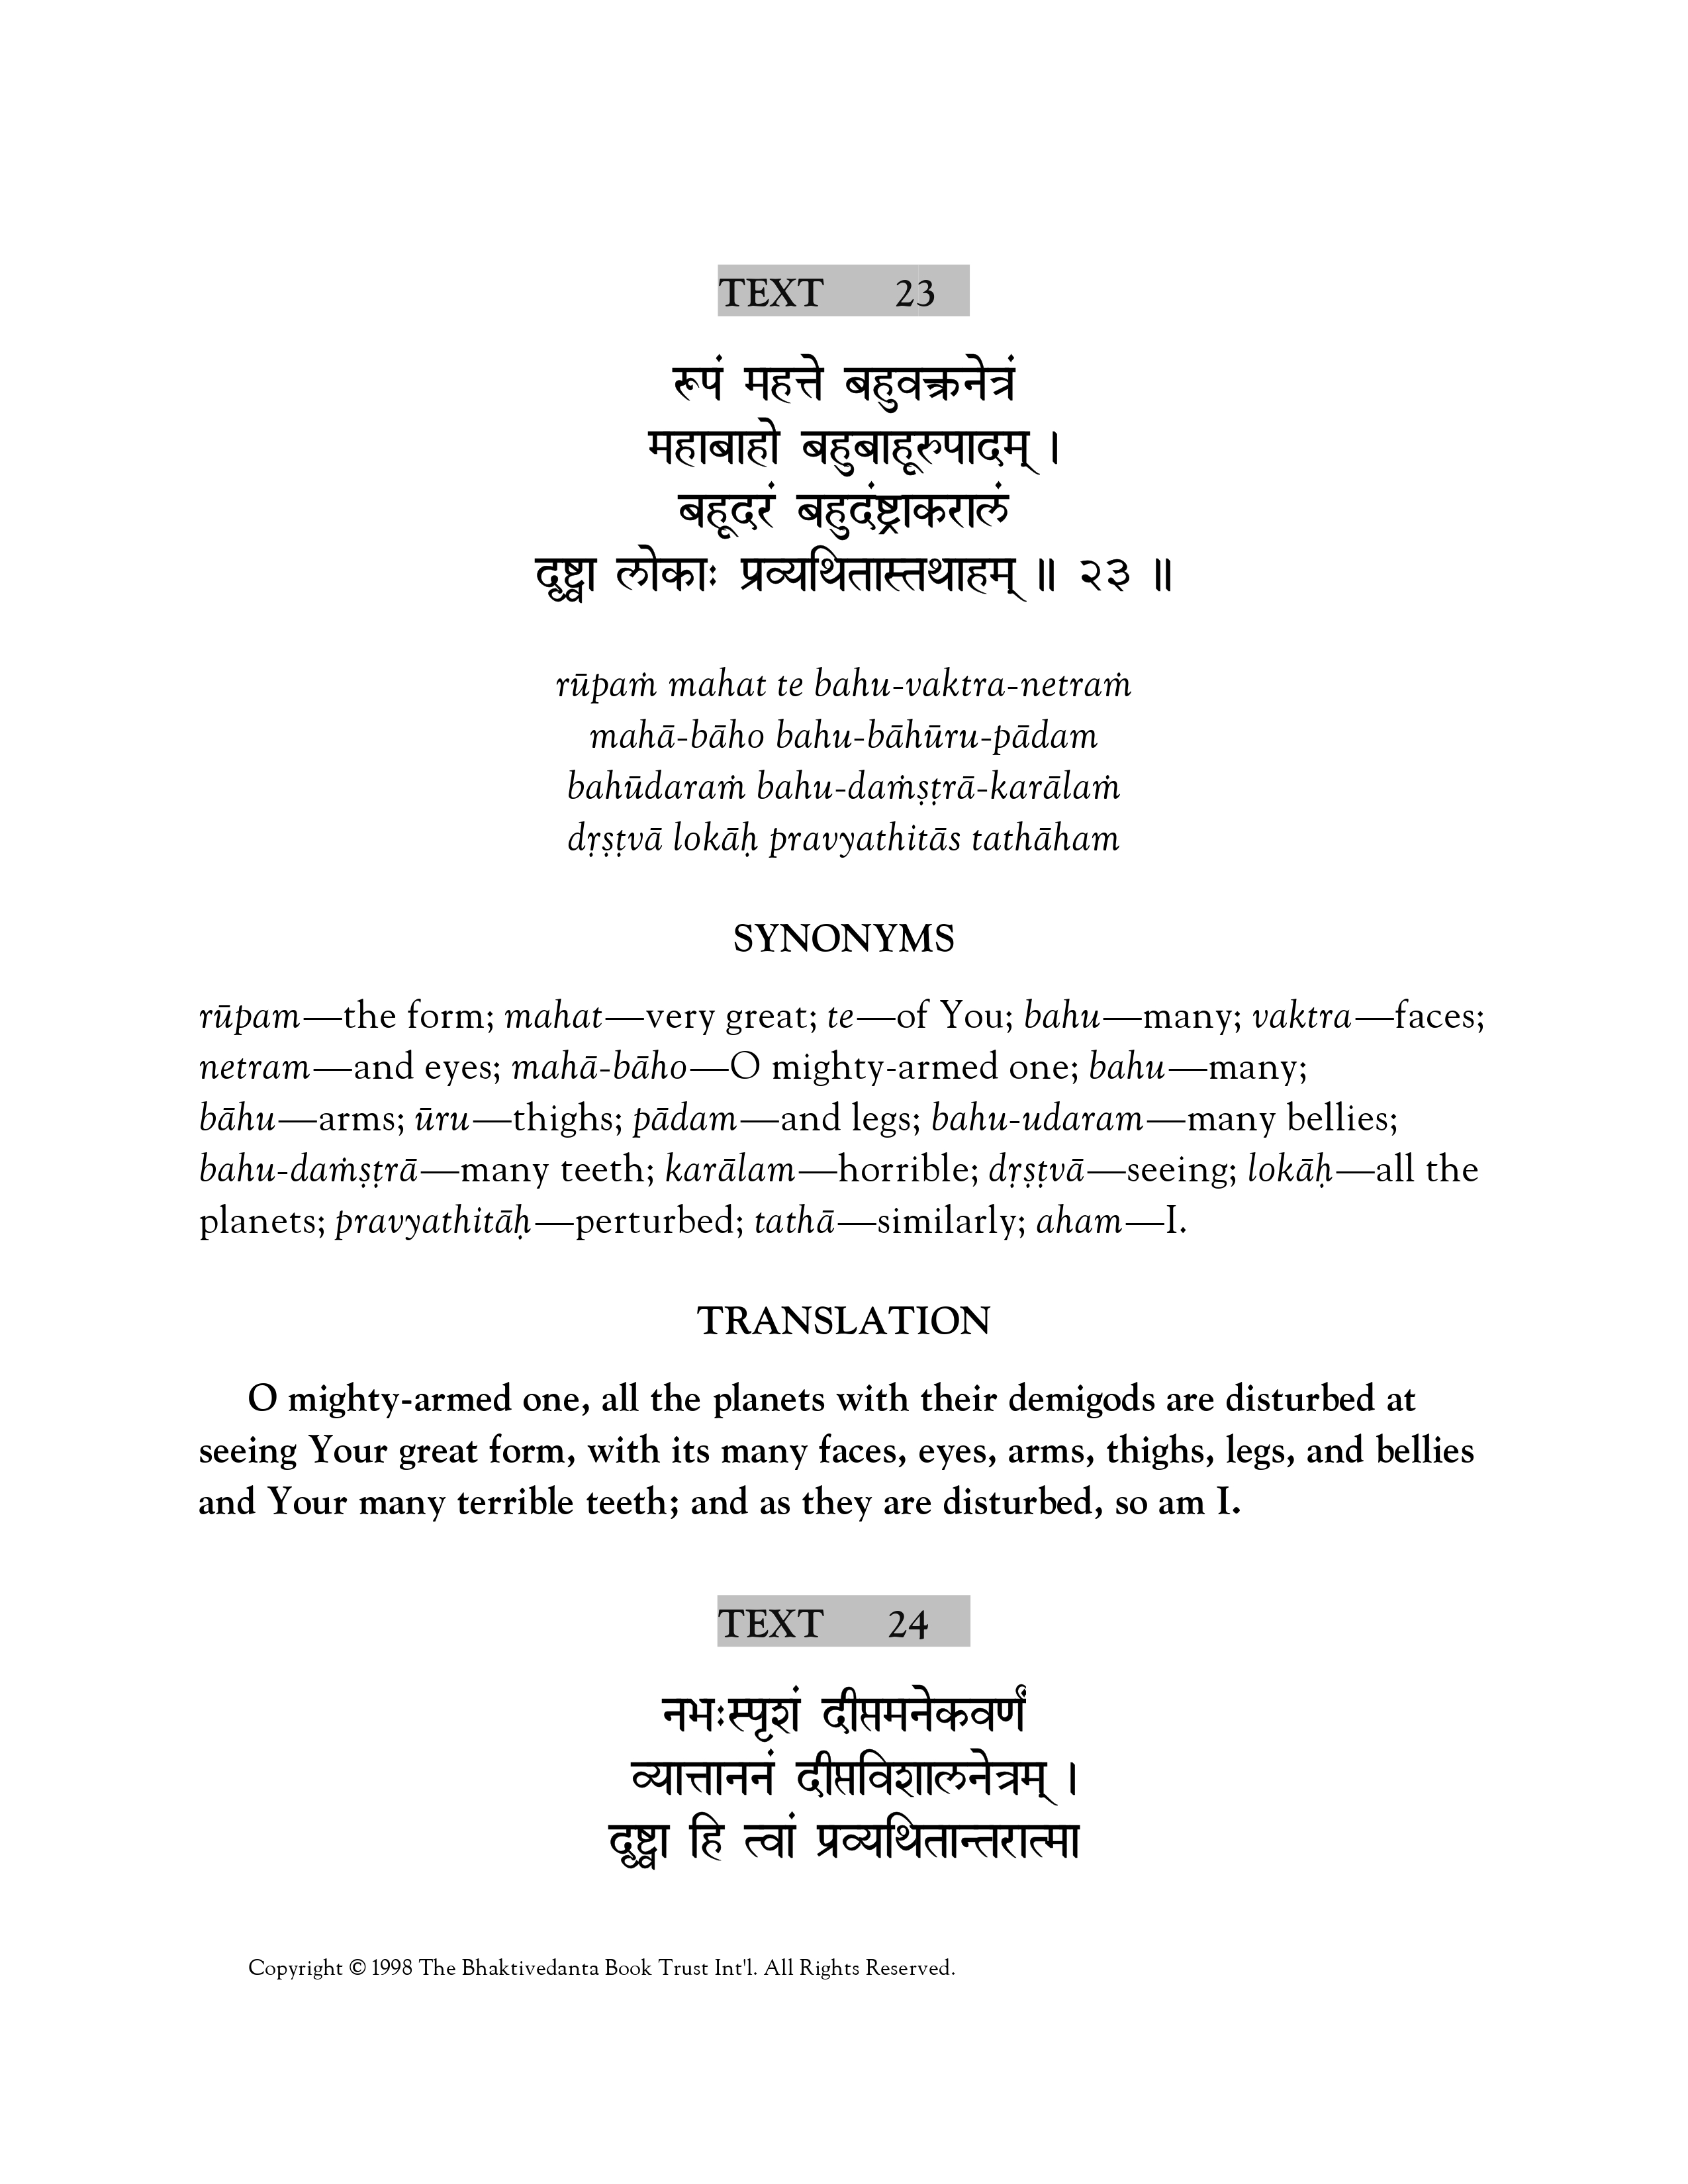 TEXT 23
रूपं महत्ते बहुवक्त्रनेत्रं
महाबाहो बहुबाहूरुपादम् ।
बहूदरं बहुदंष्ट्राकरालं
दृष्ट्वा लोकाः प्रव्यथितास्तथाहम् ॥ २३ ॥
rūpaṁ mahat te bahu-vaktra-netraṁ
mahā-bāho bahu-bāhūru-pādam
bahūdaraṁ bahu-daṁṣṭrā-karālaṁ
dṛṣṭvā lokāḥ pravyathitās tathāham
SYNONYMS
rūpam—the form; mahat—very great; te—of You; bahu—many; vaktra—faces;
netram—and eyes; mahā-bāho—O mighty-armed one; bahu—many;
bāhu—arms; ūru—thighs; pādam—and legs; bahu-udaram—many bellies;
bahu-daṁṣṭrā—many teeth; karālam—horrible; dṛṣṭvā—seeing; lokāḥ—all the
planets; pravyathitāḥ—perturbed; tathā—similarly; aham—I.
TRANSLATION
O mighty-armed one, all the planets with their demigods are disturbed at
seeing Your great form, with its many faces, eyes, arms, thighs, legs, and bellies
and Your many terrible teeth; and as they are disturbed, so am I.
TEXT 24
नभःस्पृशं दीप्तमनेकवर्णं
व्यात्ताननं दीप्तविशालनेत्रम् ।
दृष्ट्वा हि त्वां प्रव्यथितान्तरात्मा
Copyright © 1998 The Bhaktivedanta Book Trust Int'l. All Rights Reserved.